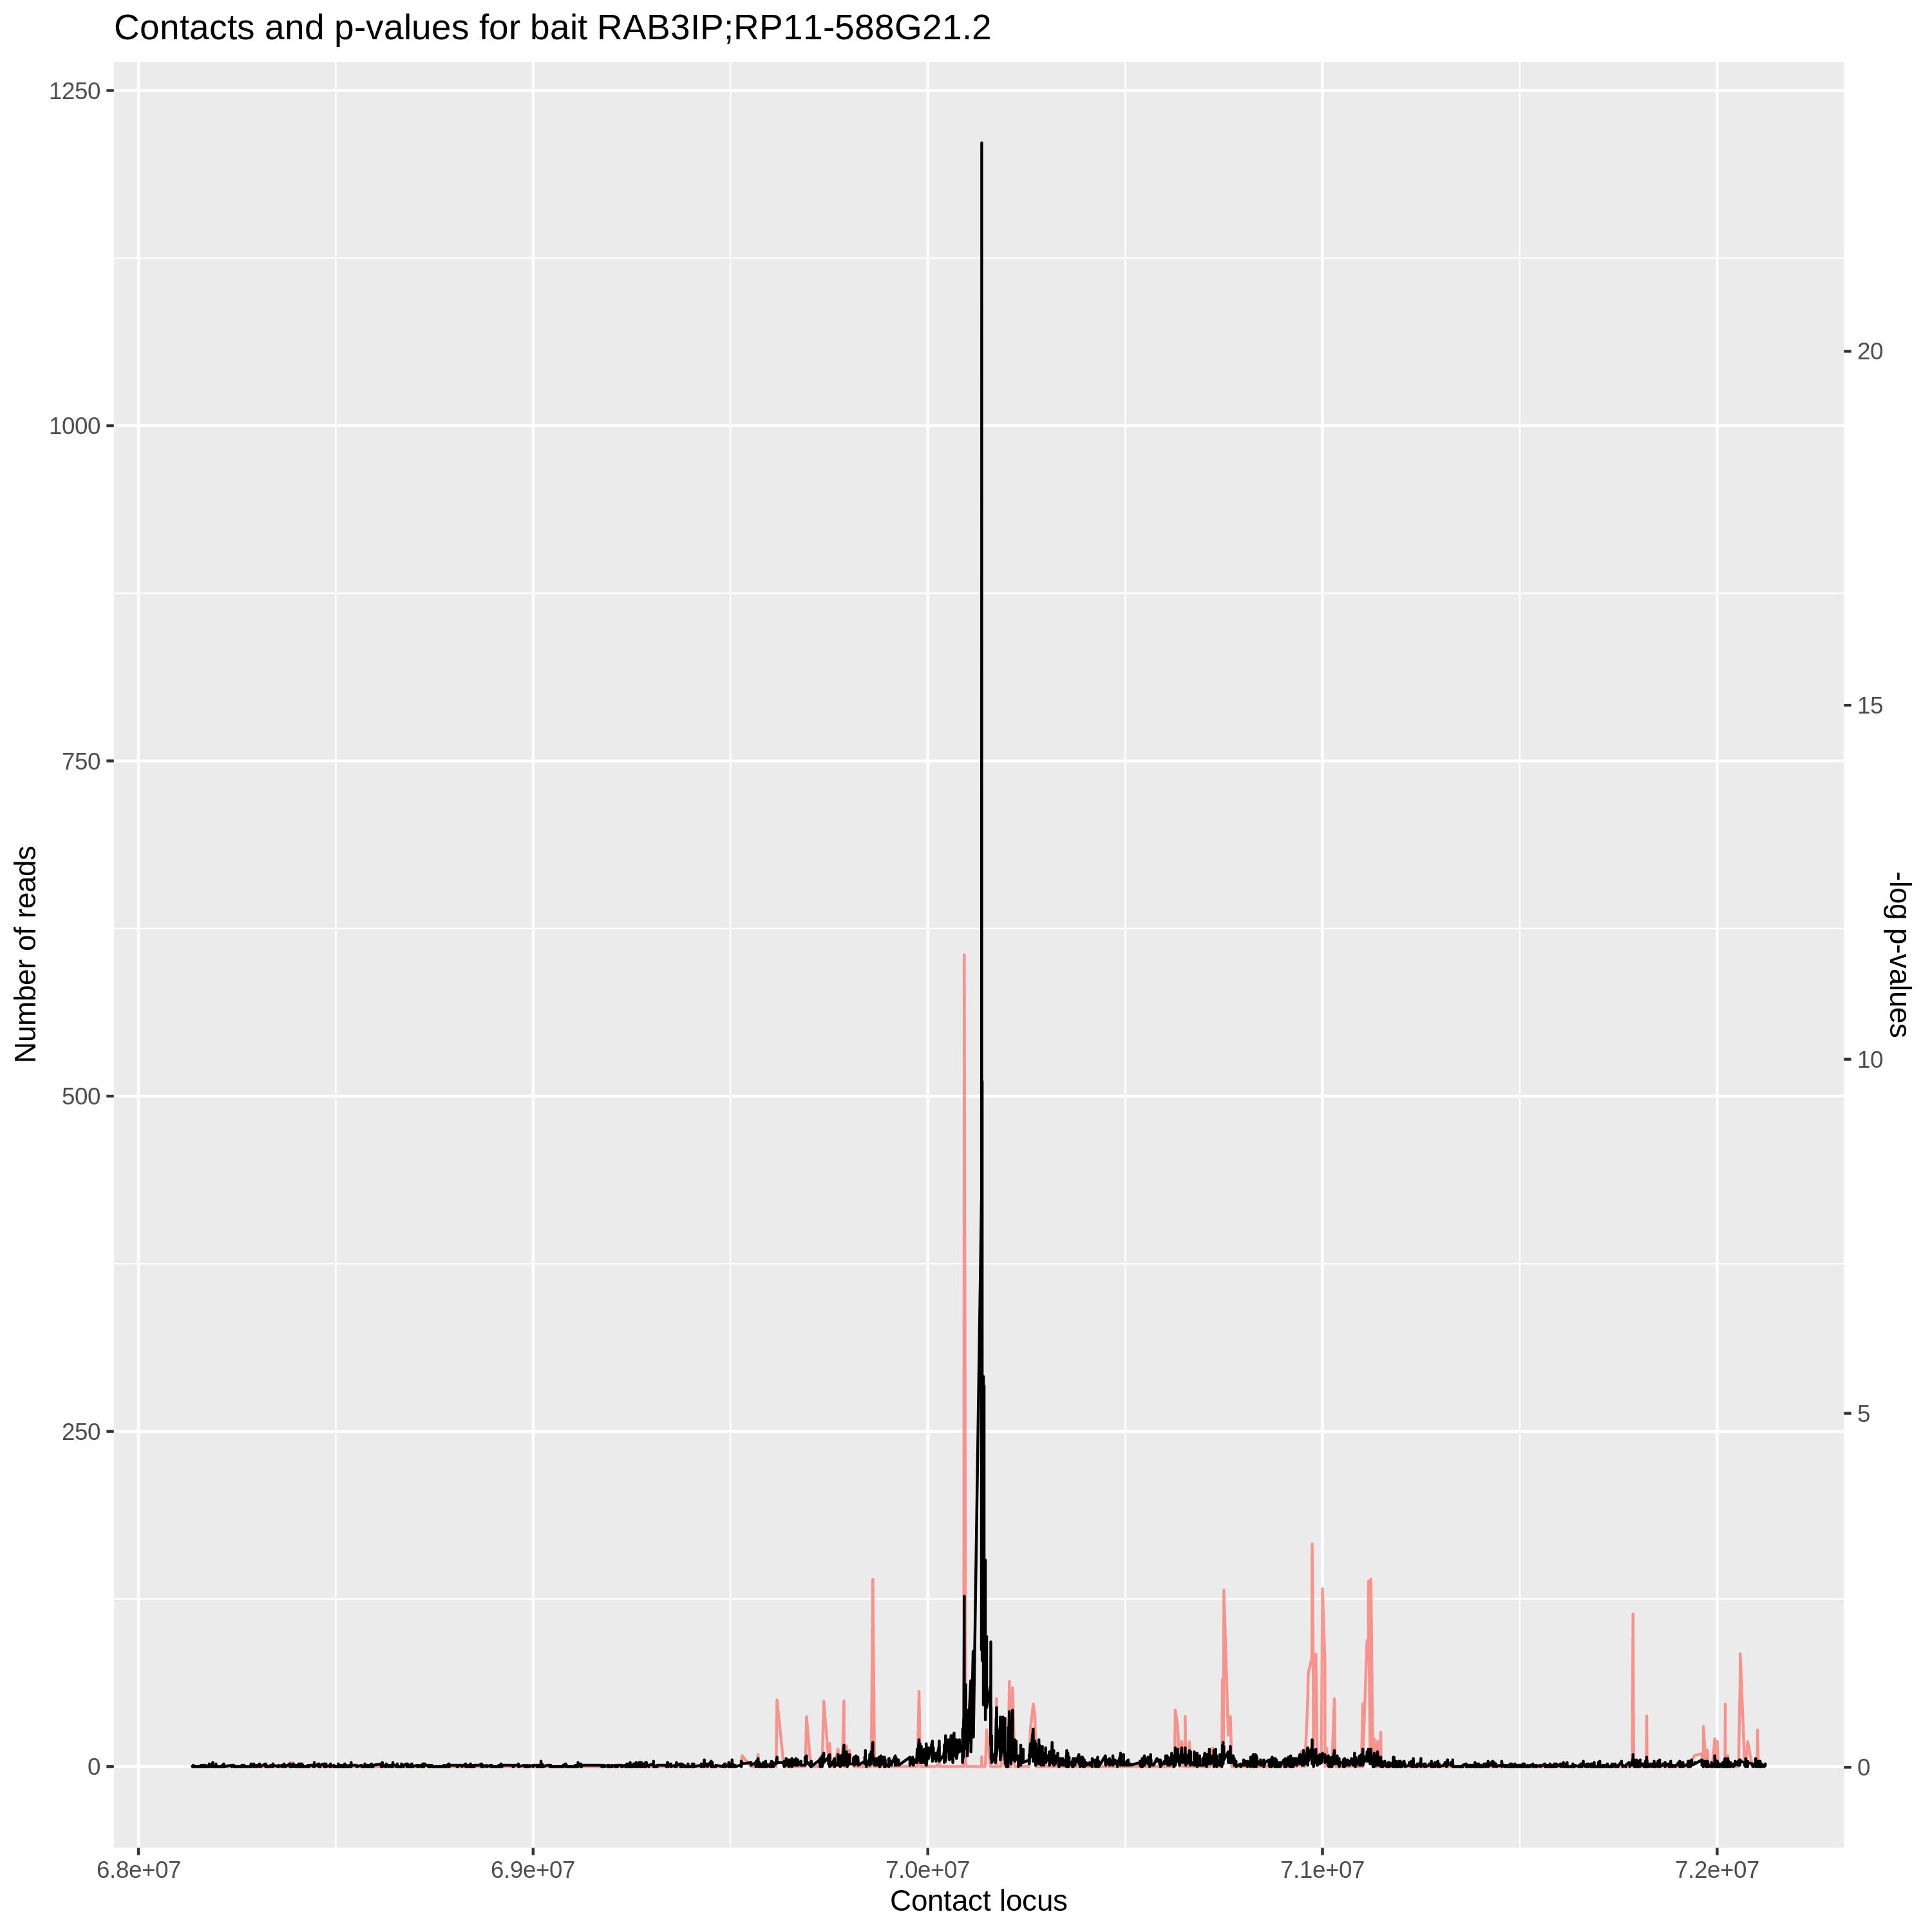 Contacts and p-values for bait RAB3IP;RP11-588G21.2
1250
1000
750
500
250
0
Number of reads
20
15
10
5
0
-log p-values
6.8e+07
6.9e+07
7.0e+07
7.1e+07
7.2e+07
Contact locus